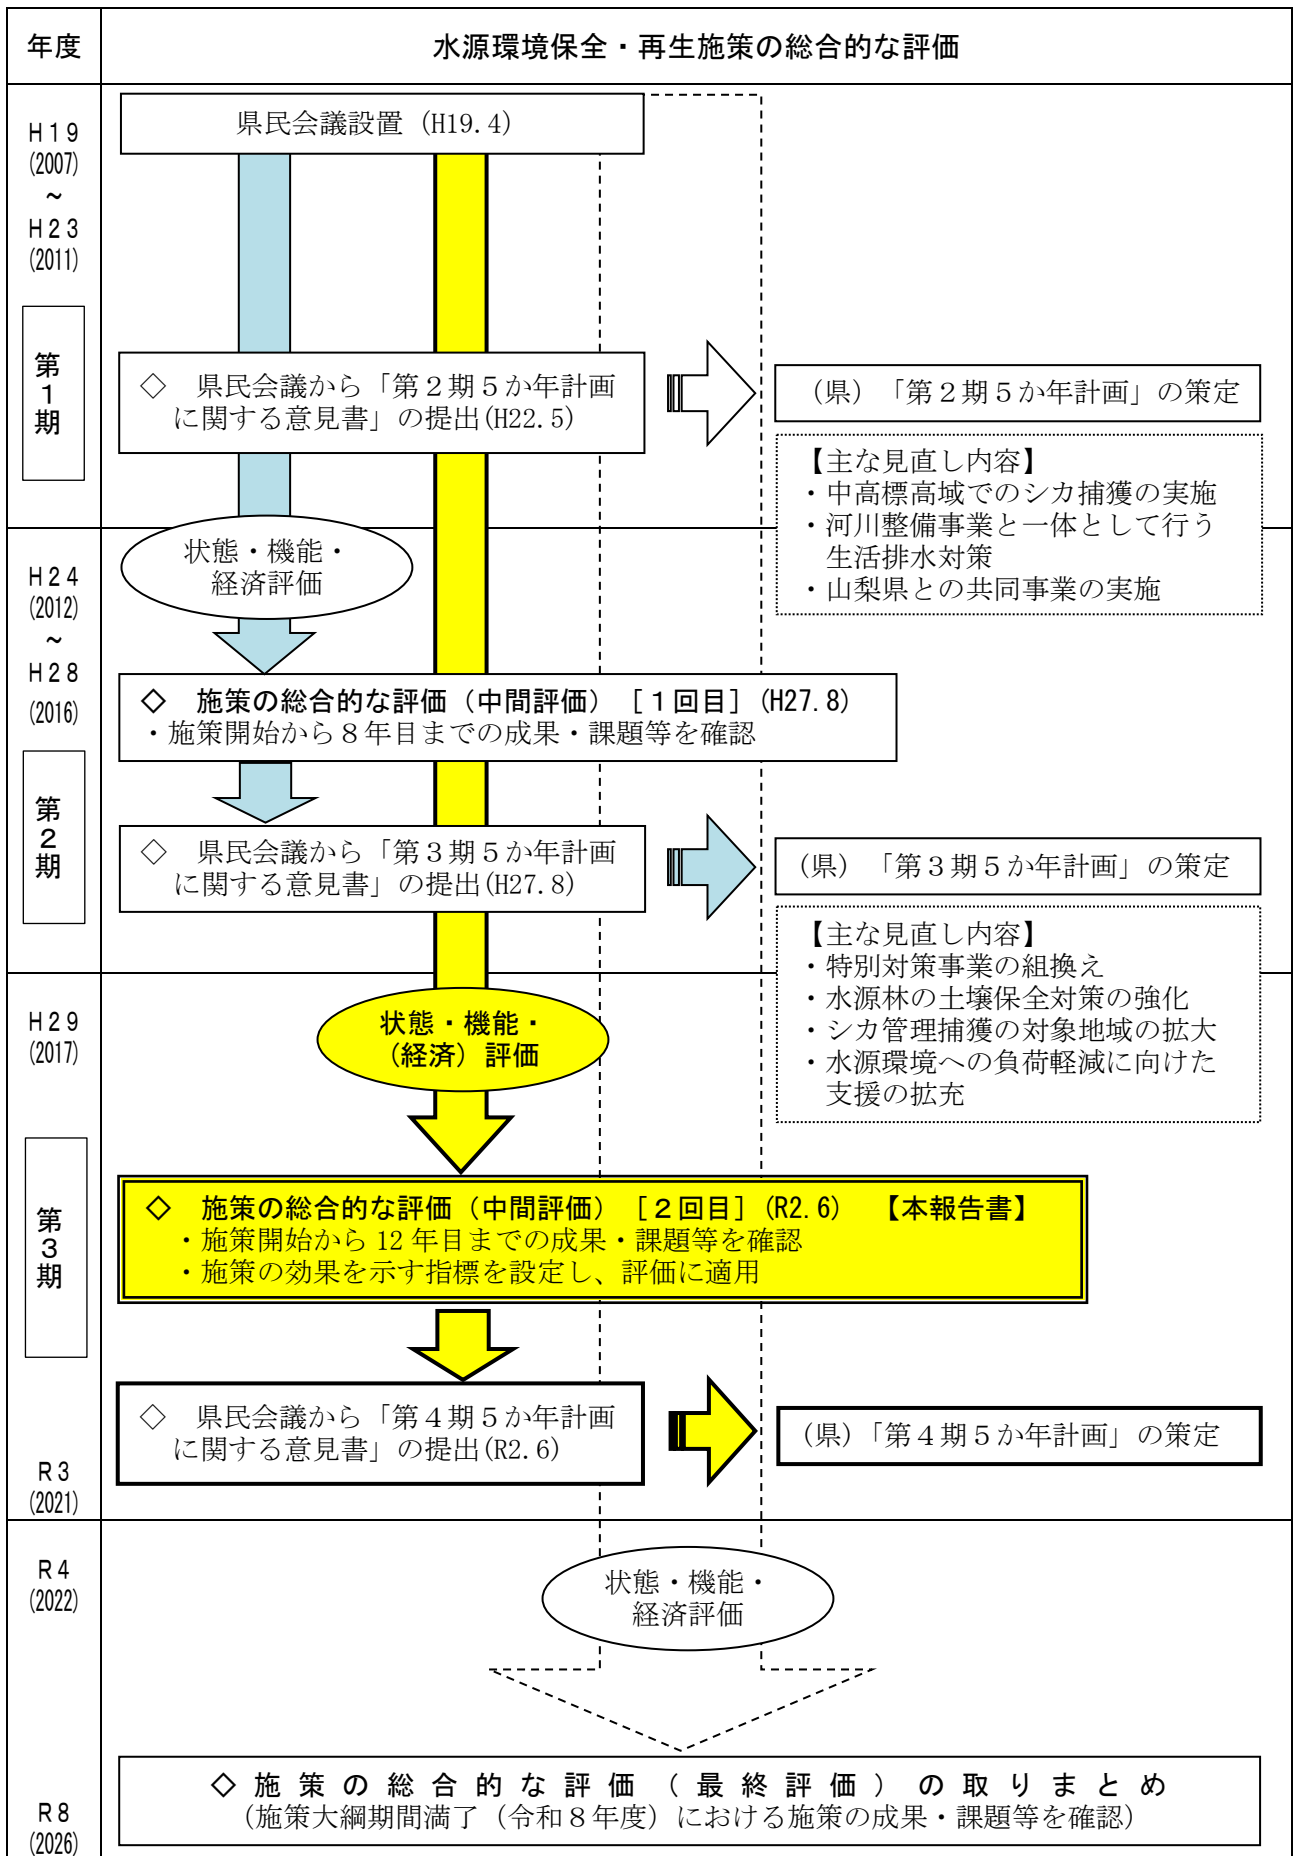 年度
水源環境保全・再生施策の総合的な評価
H19
(2007)
~
H23
(2011)
第
1
期
県民会議設置 (H19.4)
◇　県民会議から「第２期５か年計画
に関する意見書」の提出(H22.5)
（県）「第２期５か年計画」の策定
【主な見直し内容】
・中高標高域でのシカ捕獲の実施
・河川整備事業と一体として行う
生活排水対策
・山梨県との共同事業の実施
H24
(2012)
~
H28
(2016)
第
2
期
状態・機能・
経済評価
◇　施策の総合的な評価（中間評価）［１回目］(H27.8)
・施策開始から８年目までの成果・課題等を確認
◇　県民会議から「第３期５か年計画
に関する意見書」の提出(H27.8)
（県）「第３期５か年計画」の策定
【主な見直し内容】
・特別対策事業の組換え
・水源林の土壌保全対策の強化
・シカ管理捕獲の対象地域の拡大
・水源環境への負荷軽減に向けた
支援の拡充
H29
(2017)
第
3
期
R3
(2021)
状態・機能・
(経済）評価
◇　施策の総合的な評価（中間評価）［２回目］(R2.6)　【本報告書】
・施策開始から 12 年目までの成果・課題等を確認
・施策の効果を示す指標を設定し、評価に適用
◇　県民会議から「第４期５か年計画
に関する意見書」の提出(R2.6)
（県）「第４期５か年計画」の策定
R4
(2022)
R8
(2026)
状態・機能・
経済評価
◇施策の総合的な評価（最終評価）の取りまとめ
(施策大綱期間満了（令和８年度）における施策の成果・課題等を確認）